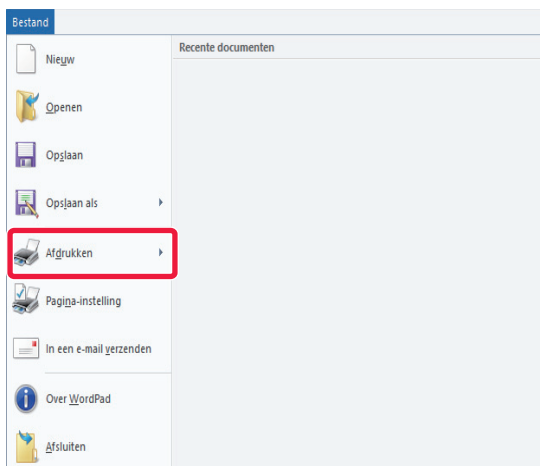 Bestand
Recente documenten
Nieuw
Openen
Opslaan
Opslaan als
Afdrukken
Pagina-instelling
In een e-mail verzenden
Over WordPad
Afsluiten